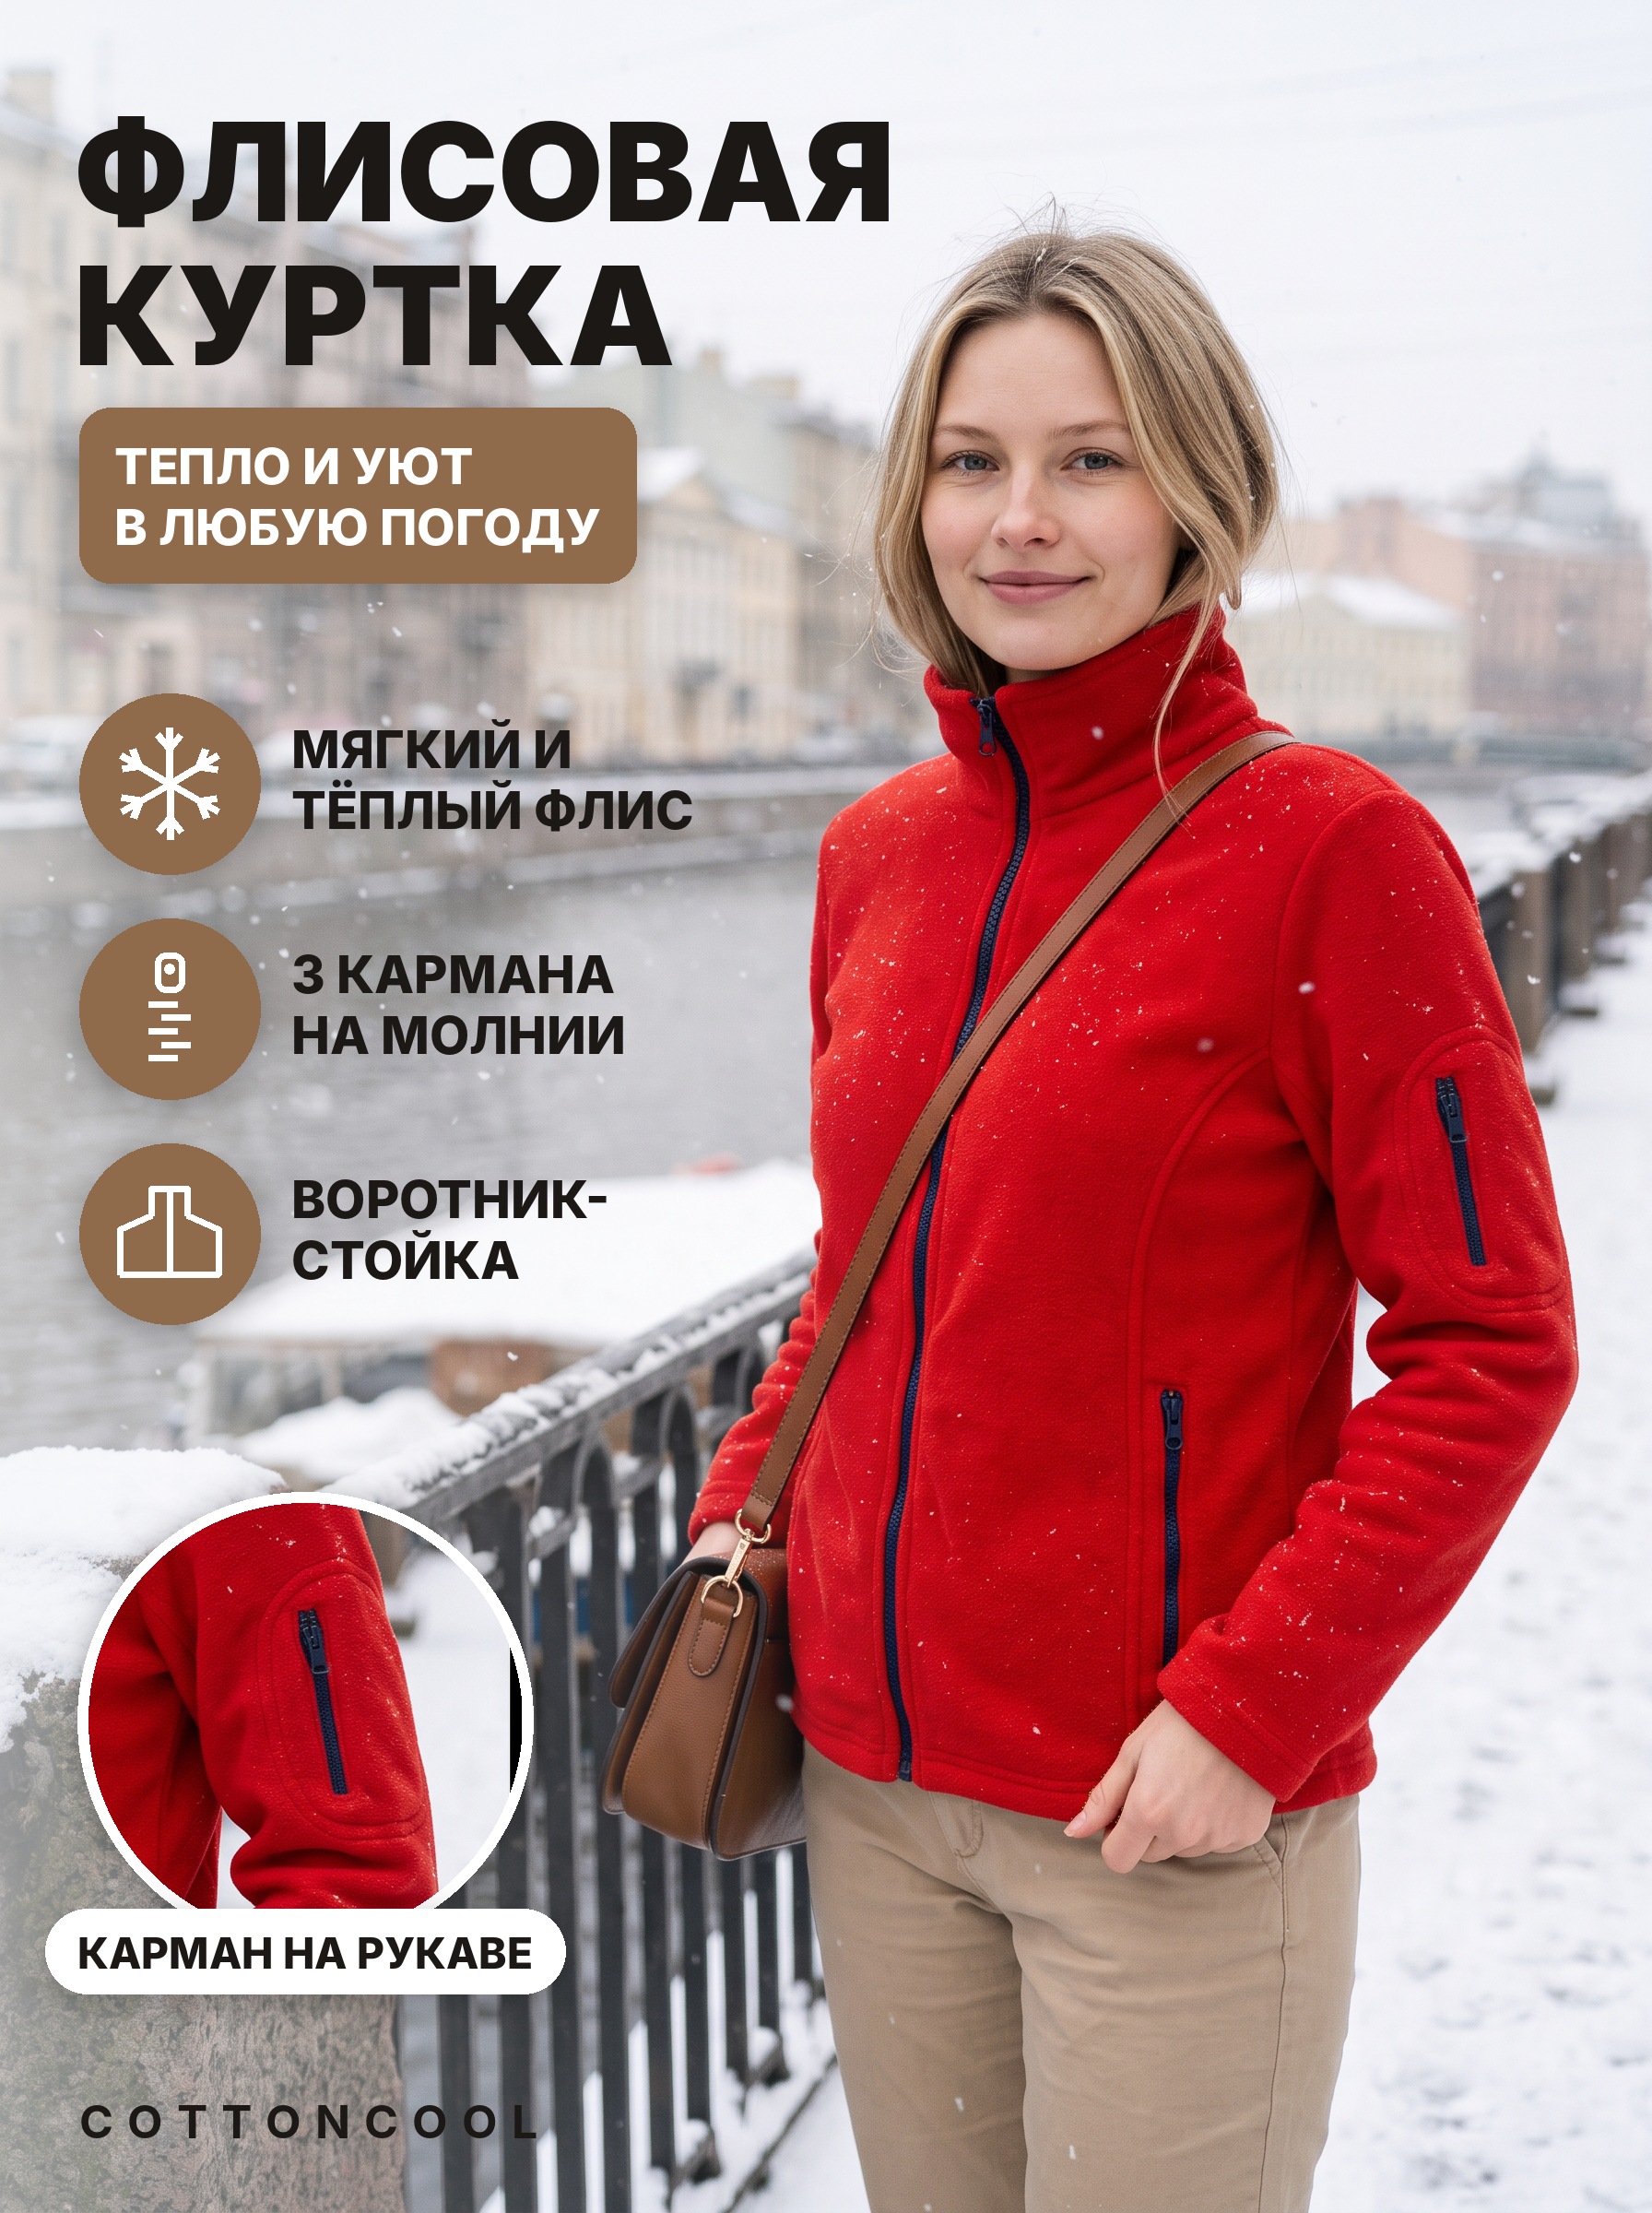 ФЛИСОВАЯ
КУРТКА
ТЕПЛО И УЮТ
В ЛЮБУЮ ПОГОДУ
МЯГКИЙ И
ТЁПЛЫЙ ФЛИС
3 КАРМАНА
НА МОЛНИИ
ВОРОТНИК-
СТОЙКА
КАРМАН НА РУКАВЕ
COTTONCOOL